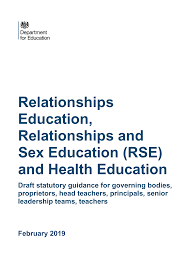 Department
for Education
Relationships
Education,
Relationships and
Sex Education (RSE)
and Health Education
Draft statutory guidance for governing bodies,
proprietors, head teachers, principals, senior
leadership teams, teachers
February 2019